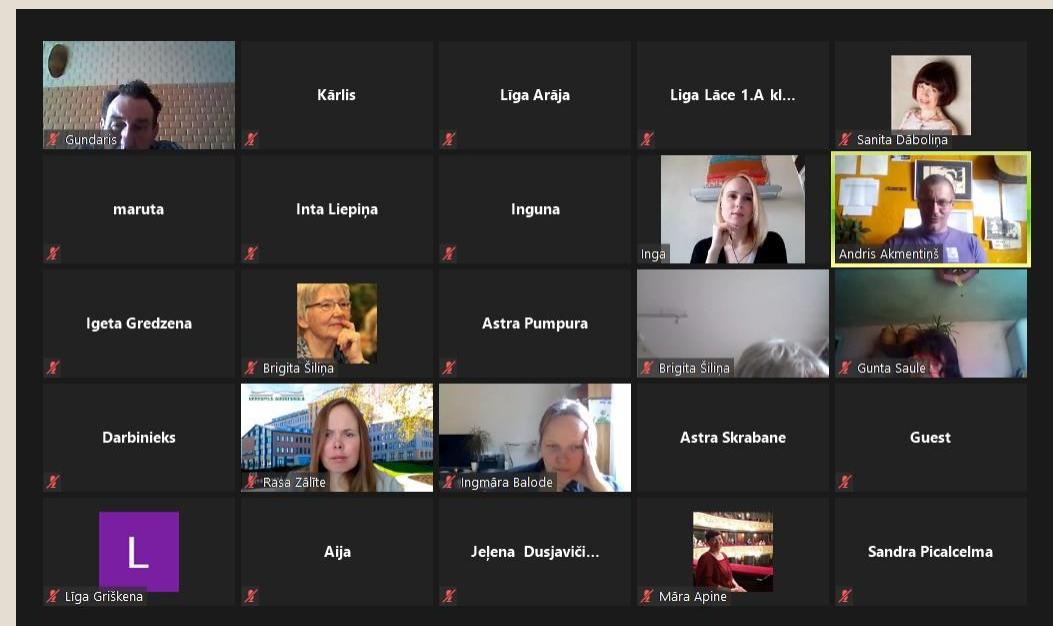 Gundaris
Kārlis
Līga Arāja
Liga Lāce 1.A kl...
Sanita Dāboliņa
maruta
Inta Liepiņa
Inguna
Inga
Andris Akmentiņš
Igeta Gredzena
Brigita Šiliņa
Astra Pumpura
Brigita Šiliņa
Gunta Saule
Darbinieks
Rasa Zālīte
Ingmāra Balode
Astra Skrabane
Guest
L
Līga Griškena
Aija
Jeļena Dusjaviči...
Māra Apine
Sandra Picalcelma